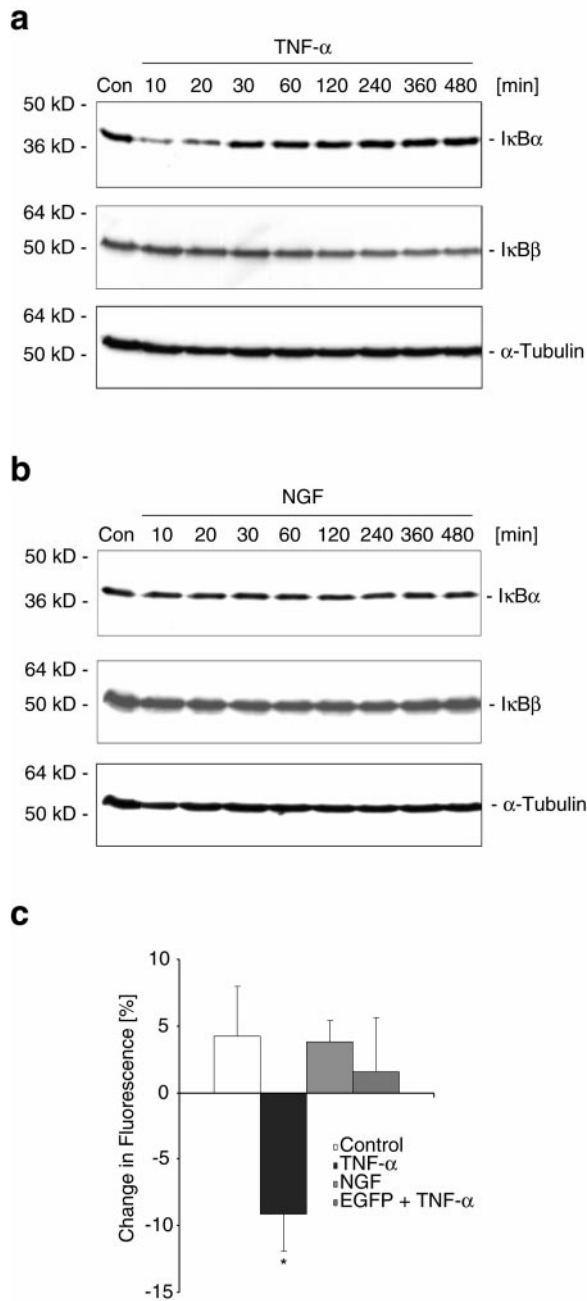 a
TNF-α
Con 10 20 30 60 120 240 360 480 [min]
50 kD -
36 kD -
- IκBα
64 kD -
50 kD -
- IκBβ
64 kD -
50 kD -
- α-Tubulin
b
NGF
Con 10 20 30 60 120 240 360 480 [min]
50 kD -
36 kD -
- IκBα
64 kD -
50 kD -
- IκBβ
64 kD -
50 kD -
- α-Tubulin
c
Change in Fluorescence [%]
10
5
0
-5
-10
-15
*
Control
TNF-α
NGF
EGFP + TNF-α